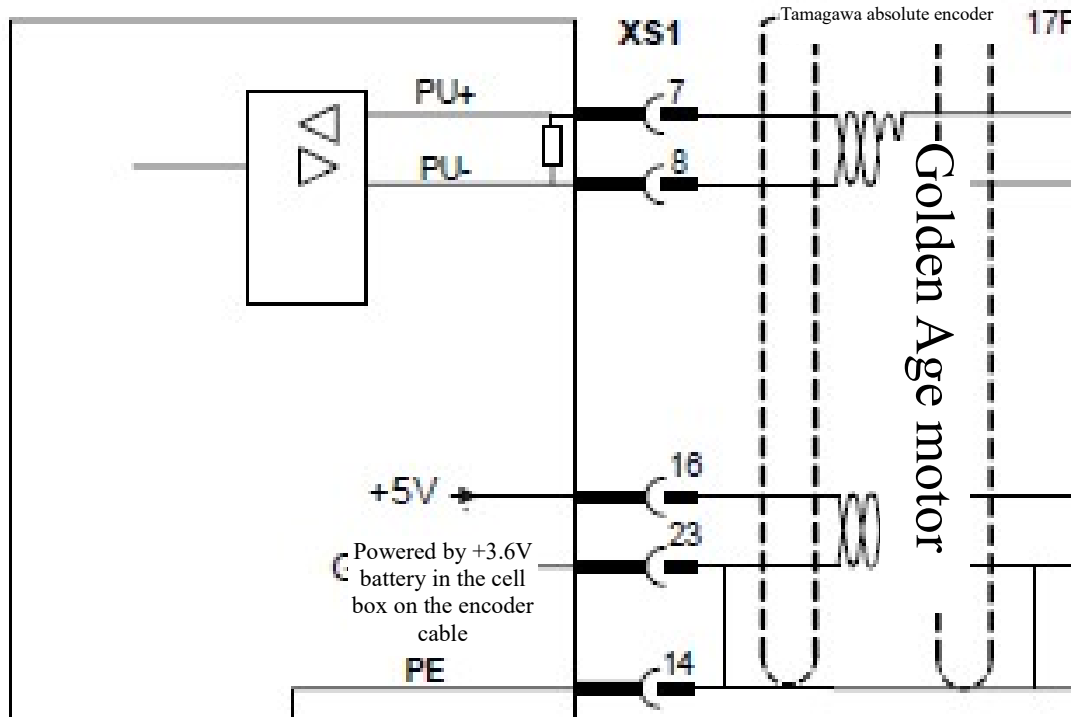 Tamagawa absolute encoder
XS1
PU+
7
PU-
8
Golden Age motor
+5V
16
23
Powered by +3.6V
battery in the cell
box on the encoder
cable
PE
14